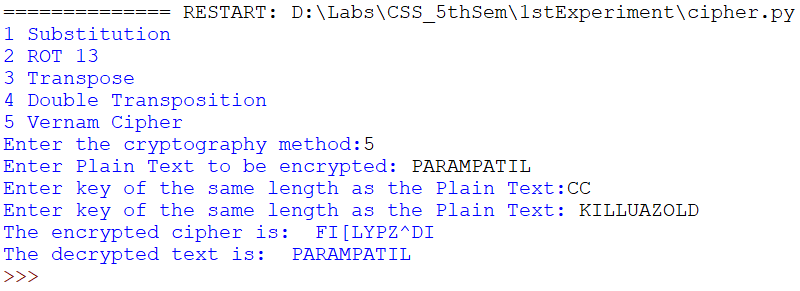 ============== RESTART: D:\Labs\CSS_5thSem\1stExperiment\cipher.py
1 Substitution
2 ROT 13
3 Transpose
4 Double Transposition
5 Vernam Cipher
Enter the cryptography method:5
Enter Plain Text to be encrypted: PARAMPATIL
Enter key of the same length as the Plain Text:CC
Enter key of the same length as the Plain Text: KILLUAZOLD
The encrypted cipher is:  FI[LYPZ^DI
The decrypted text is:  PARAMPATIL
>>>